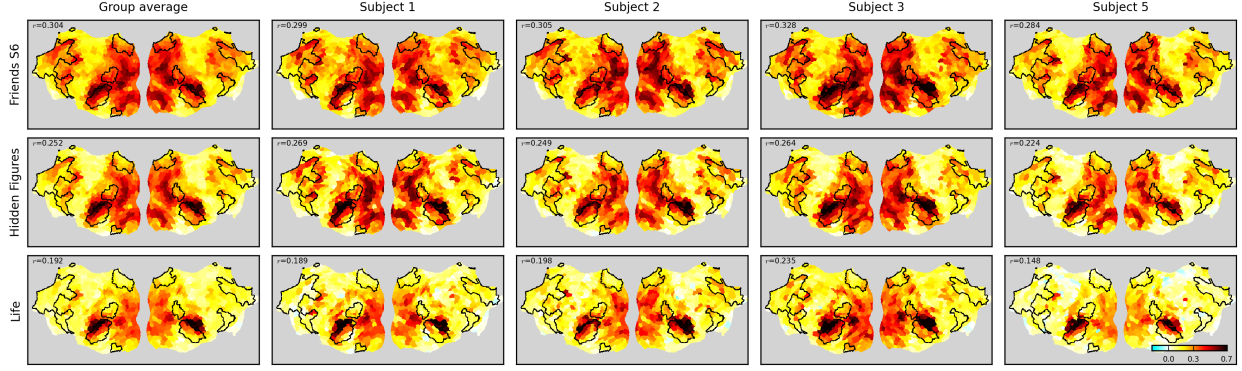 Group average Subject 1 Subject 2 Subject 3 Subject 5
Friends S6
r=0.304 r=0.299 r=0.305 r=0.328 r=0.284
Hidden Figures
r=0.252 r=0.269 r=0.249 r=0.264 r=0.224
Life
r=0.192 r=0.189 r=0.198 r=0.235 r=0.148
0.0 0.3 0.7